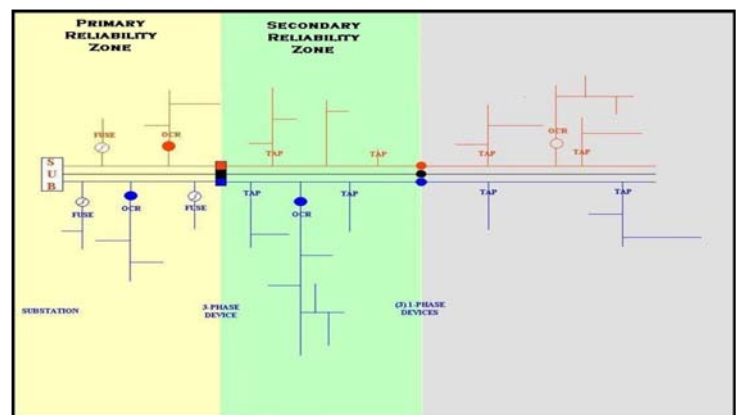 PRIMARY
RELIABILITY
ZONE
SECONDARY
RELIABILITY
ZONE
FUSE
OCR
TAP
TAP
TAP
OCR
TAP
S
U
B
FUSE
OCR
FUSE
TAP
OCR
TAP
TAP
TAP
SUBSTATION
3-PHASE
DEVICE
(3) 1-PHASE
DEVICES